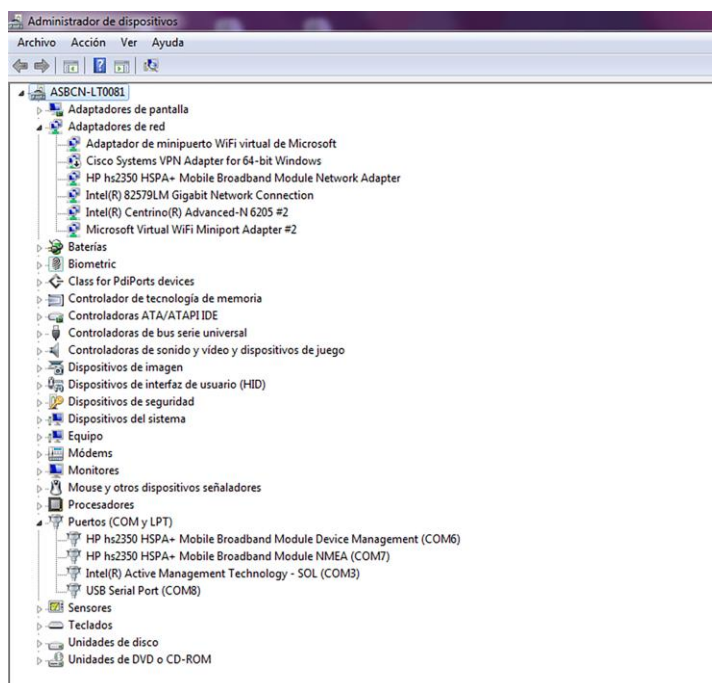 Administrador de dispositivos
Archivo Acción Ver Ayuda
ASBCN-LT0081
Adaptadores de pantalla
Adaptadores de red
Adaptador de minipuerto WiFi virtual de Microsoft
Cisco Systems VPN Adapter for 64-bit Windows
HP hs2350 HSPA+ Mobile Broadband Module Network Adapter
Intel(R) 82579LM Gigabit Network Connection
Intel(R) Centrino(R) Advanced-N 6205 #2
Microsoft Virtual WiFi Miniport Adapter #2
Baterías
Biometric
Class for PdiPorts devices
Controlador de tecnología de memoria
Controladoras ATA/ATAPI IDE
Controladoras de bus serie universal
Controladoras de sonido y vídeo y dispositivos de juego
Dispositivos de imagen
Dispositivos de interfaz de usuario (HID)
Dispositivos de seguridad
Dispositivos del sistema
Equipo
Módems
Monitores
Mouse y otros dispositivos señaladores
Procesadores
Puertos (COM y LPT)
HP hs2350 HSPA+ Mobile Broadband Module Device Management (COM6)
HP hs2350 HSPA+ Mobile Broadband Module NMEA (COM7)
Intel(R) Active Management Technology - SOL (COM3)
USB Serial Port (COM8)
Sensores
Teclados
Unidades de disco
Unidades de DVD o CD-ROM